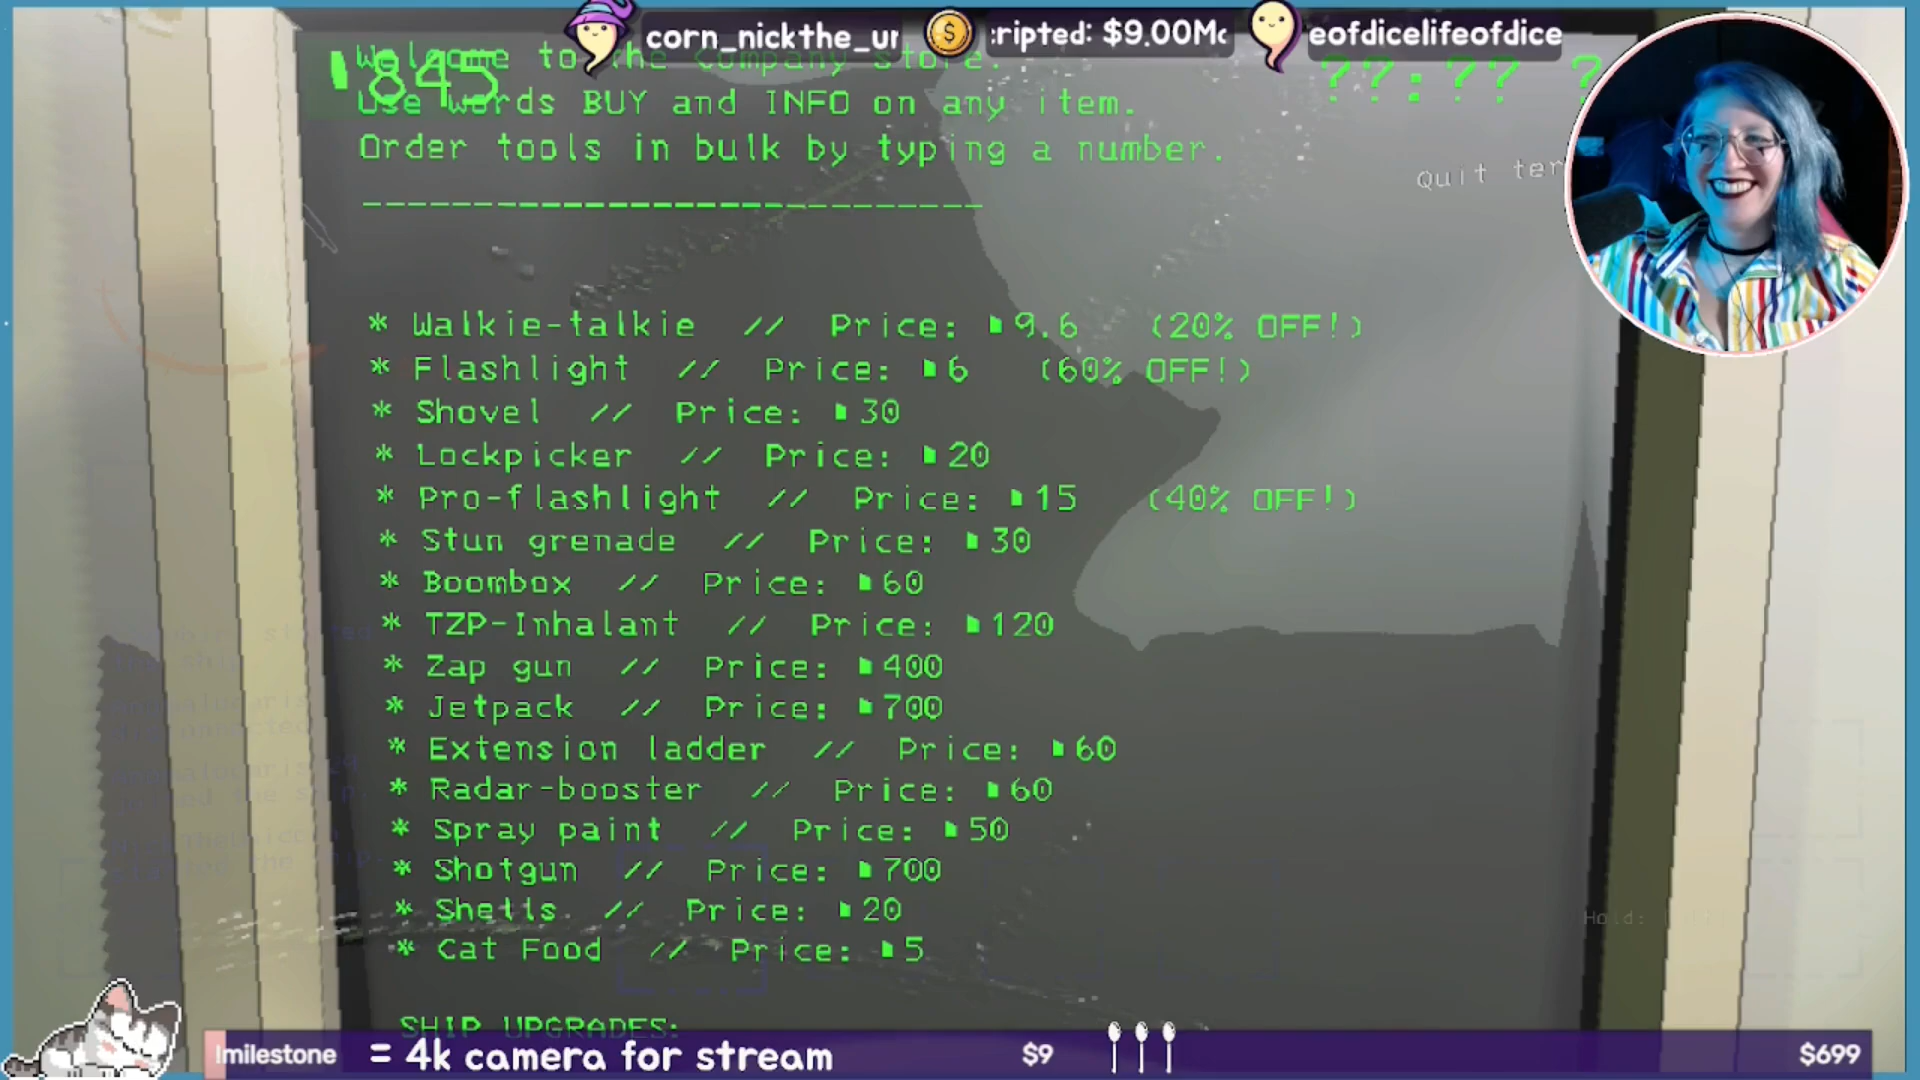 corn_nickthe_ur
:ripted: $9.00Mc
eofdicelifeofdice
Welcome to the Company store.
845
??:?? ?
Use words BUY and INFO on any item.
Order tools in bulk by typing a number.
Quit ter
----------------------------
* Walkie-talkie // Price: 9.6 (20% OFF!)
* Flashlight // Price: 6 (60% OFF!)
* Shovel // Price: 30
* Lockpicker // Price: 20
* Pro-flashlight // Price: 15 (40% OFF!)
* Stun grenade // Price: 30
* Boombox // Price: 60
* TZP-Inhalant // Price: 120
* Zap gun // Price: 400
* Jetpack // Price: 700
* Extension ladder // Price: 60
* Radar-booster // Price: 60
* Spray paint // Price: 50
* Shotgun // Price: 700
* Shells // Price: 20
Hold:
* Cat Food // Price: 5
SHIP UPGRADES:
!milestone = 4k camera for stream $9 $699